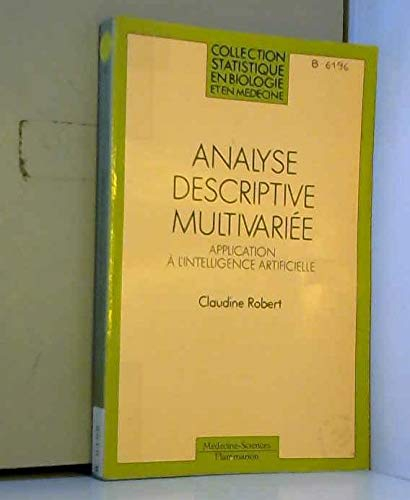 COLLECTION
STATISTIQUE
EN BIOLOGIE
ET EN MÉDECINE
B 6196
ANALYSE
DESCRIPTIVE
MULTIVARIÉE
APPLICATION
À L'INTELLIGENCE ARTIFICIELLE
Claudine Robert
Médecine-Sciences
Flammarion